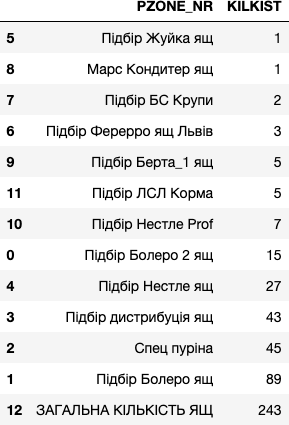 PZONE_NR KILKIST
5 Підбір Жуйка ящ 1
8 Марс Кондитер ящ 1
7 Підбір БС Крупи 2
6 Підбір Фереppо ящ Львів 3
9 Підбір Берта_1 ящ 5
11 Підбір ЛСЛ Корма 5
10 Підбір Нестле Prof 7
0 Підбір Болеро 2 ящ 15
4 Підбір Нестле ящ 27
3 Підбір дистрибуція ящ 43
2 Спец пуріна 45
1 Підбір Болеро ящ 89
12 ЗАГАЛЬНА КІЛЬКІСТЬ ЯЩ 243